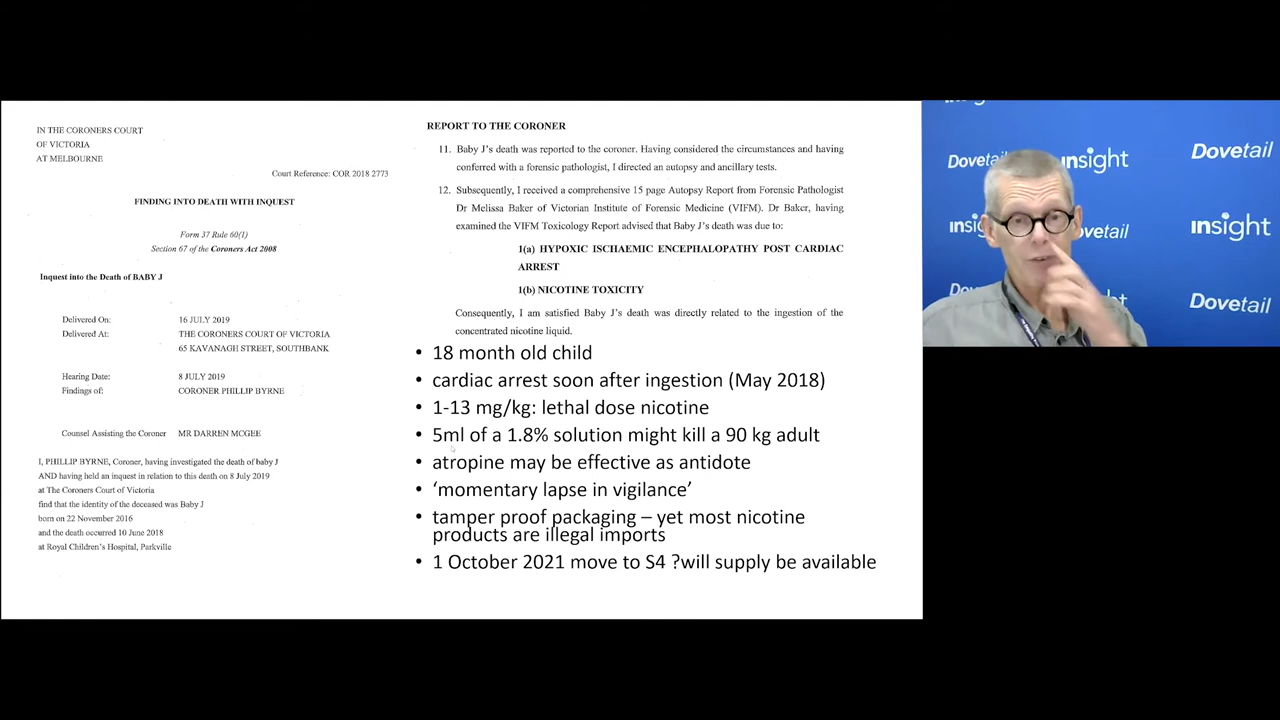 IN THE CORONERS COURT
OF VICTORIA
AT MELBOURNE
Court Reference: COR 2018 2773
FINDING INTO DEATH WITH INQUEST
Form 37 Rule 60(1)
Section 67 of the Coroners Act 2008
Inquest into the Death of BABY J
Delivered On: 16 JULY 2019
Delivered At: THE CORONERS COURT OF VICTORIA
65 KAVANAGH STREET, SOUTHBANK
Hearing Date: 8 JULY 2019
Findings of: CORONER PHILLIP BYRNE
Counsel Assisting the Coroner MR DARREN MCGEE
I, PHILLIP BYRNE, Coroner, having investigated the death of baby J
AND having held an inquest in relation to this death on 8 July 2019
at The Coroners Court of Victoria
find that the identity of the deceased was Baby J
born on 22 November 2016
and the death occurred 10 June 2018
at Royal Children's Hospital, Parkville
REPORT TO THE CORONER
11. Baby J's death was reported to the coroner. Having considered the circumstances and having
conferred with a forensic pathologist, I directed an autopsy and ancillary tests.
12. Subsequently, I received a comprehensive 15 page Autopsy Report from Forensic Pathologist
Dr Melissa Baker of Victorian Institute of Forensic Medicine (VIFM). Dr Baker, having
examined the VIFM Toxicology Report advised that Baby J's death was due to:
1(a) HYPOXIC ISCHAEMIC ENCEPHALOPATHY POST CARDIAC
ARREST
1(b) NICOTINE TOXICITY
Consequently, I am satisfied Baby J's death was directly related to the ingestion of the
concentrated nicotine liquid.
• 18 month old child
• cardiac arrest soon after ingestion (May 2018)
• 1-13 mg/kg: lethal dose nicotine
• 5ml of a 1.8% solution might kill a 90 kg adult
• atropine may be effective as antidote
• ‘momentary lapse in vigilance’
• tamper proof packaging – yet most nicotine
products are illegal imports
• 1 October 2021 move to S4 ?will supply be available
Dovetail
insight
Dovetail
insight
Dovetail